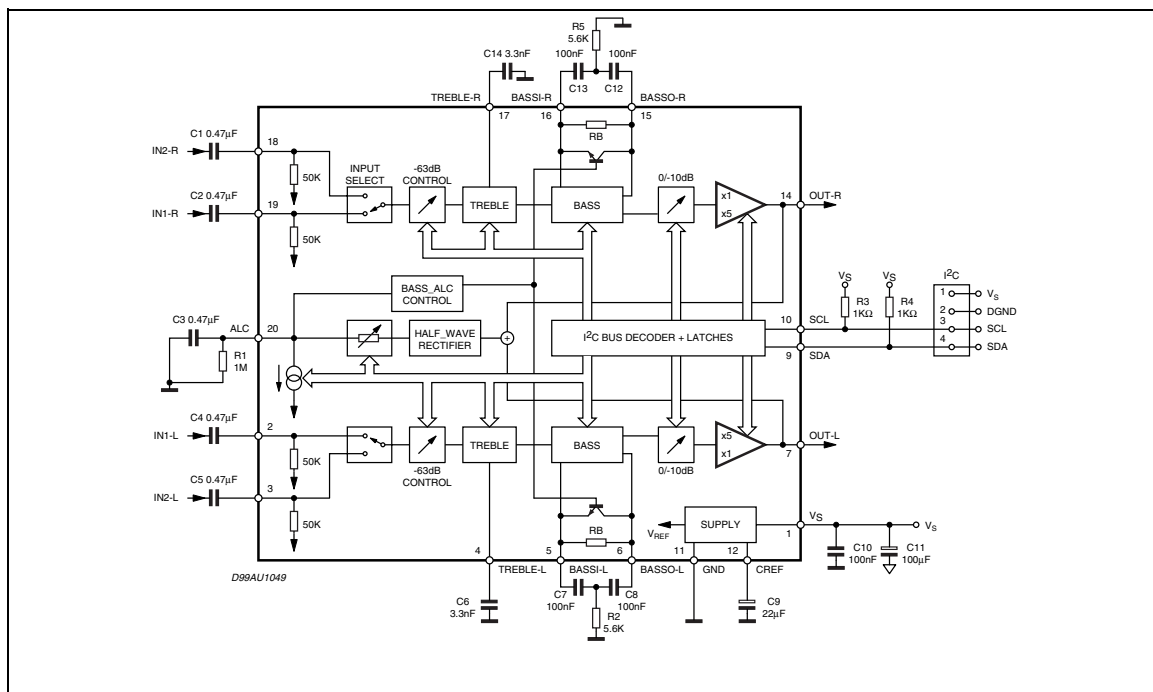 R5
5.6K
C14 3.3nF
100nF
100nF
C13
C12
TREBLE-R
BASSI-R
BASSO-R
17
16
15
RB
C1 0.47µF
IN2-R
18
50K
C2 0.47µF
IN1-R
19
50K
INPUT
SELECT
-63dB
CONTROL
TREBLE
BASS
0/-10dB
x1
x5
14
OUT-R
BASS_ALC
CONTROL
C3 0.47µF
ALC
20
R1
1M
HALF_WAVE
RECTIFIER
+
I²C BUS DECODER + LATCHES
VS
VS
I²C
R3
1KΩ
R4
1KΩ
1
VS
2
DGND
10
SCL
3
SCL
9
SDA
4
SDA
C4 0.47µF
IN1-L
2
50K
C5 0.47µF
IN2-L
3
50K
-63dB
CONTROL
TREBLE
BASS
0/-10dB
x5
x1
7
OUT-L
RB
VREF
SUPPLY
VS
1
VS
C10
100nF
C11
100µF
4
5
6
11
12
TREBLE-L
BASSI-L
BASSO-L
GND
CREF
D99AU1049
C6
3.3nF
C7
100nF
C8
100nF
R2
5.6K
C9
22µF